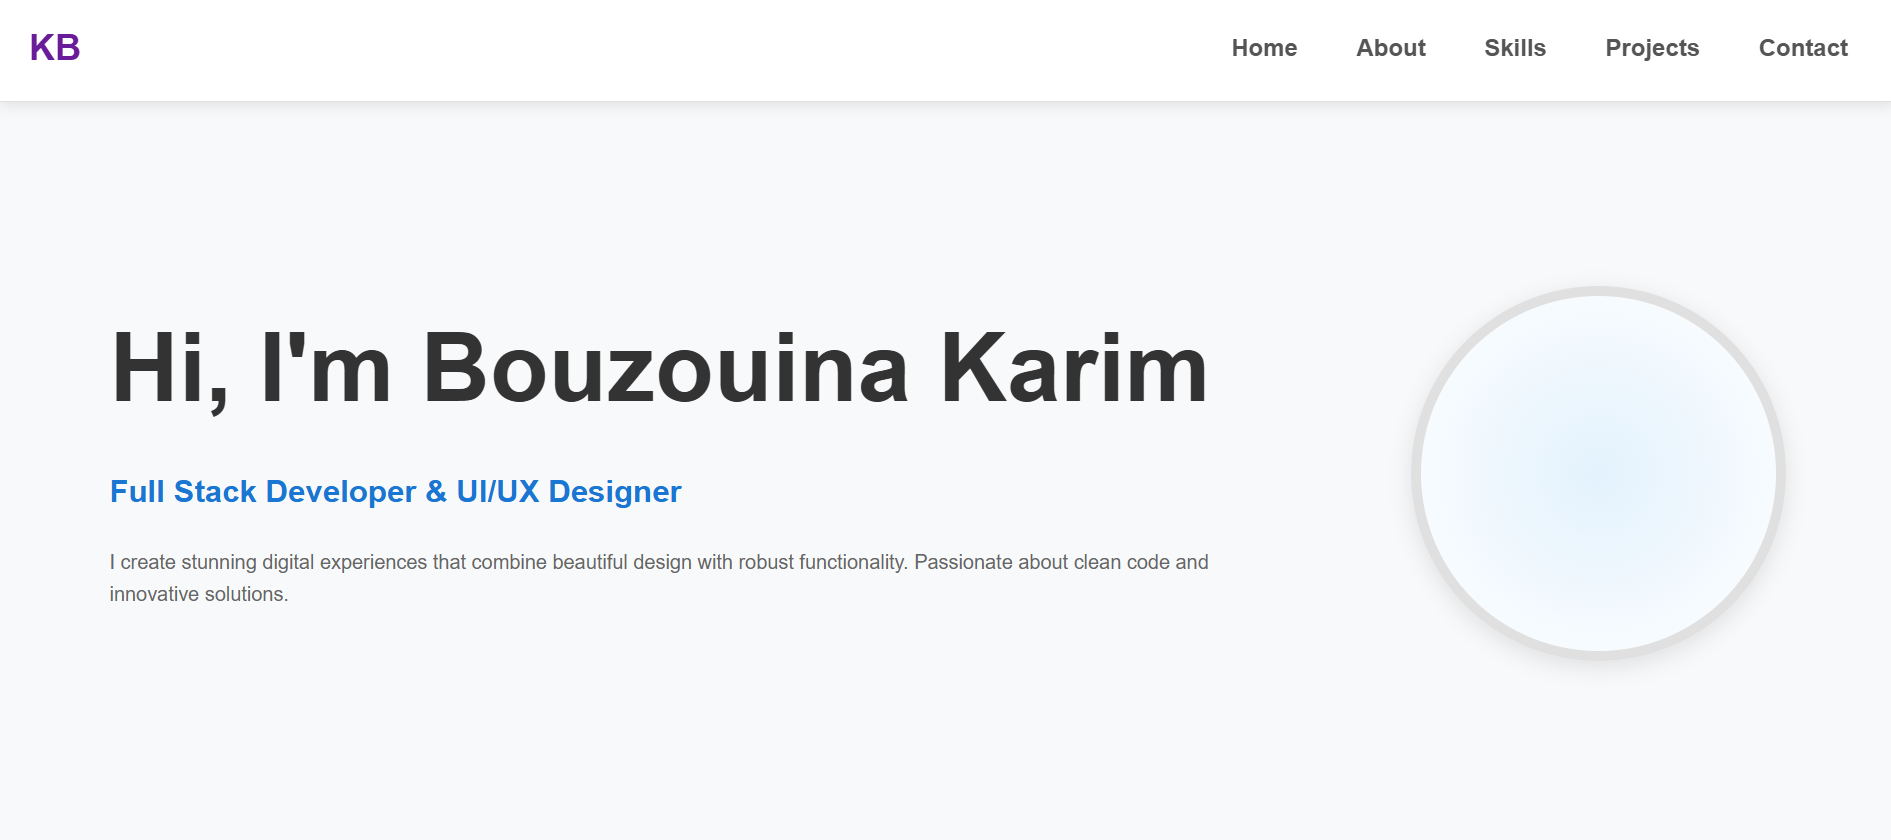 KB
Home About Skills Projects Contact
Hi, I'm Bouzouina Karim
Full Stack Developer & UI/UX Designer
I create stunning digital experiences that combine beautiful design with robust functionality. Passionate about clean code and
innovative solutions.